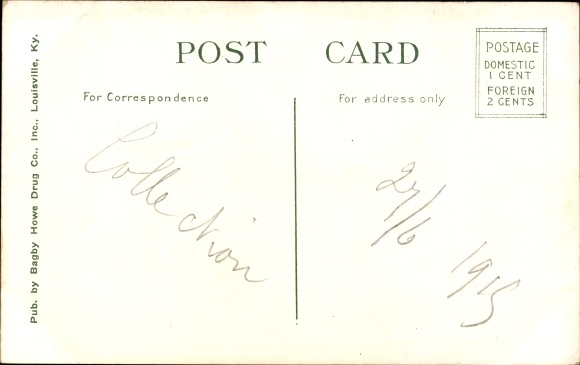 POST CARD
POSTAGE
DOMESTIC
1 CENT
FOREIGN
2 CENTS
For Correspondence
For address only
Collection
27/6 1915
Pub. by Bagby Howe Drug Co., Inc., Louisville, Ky.